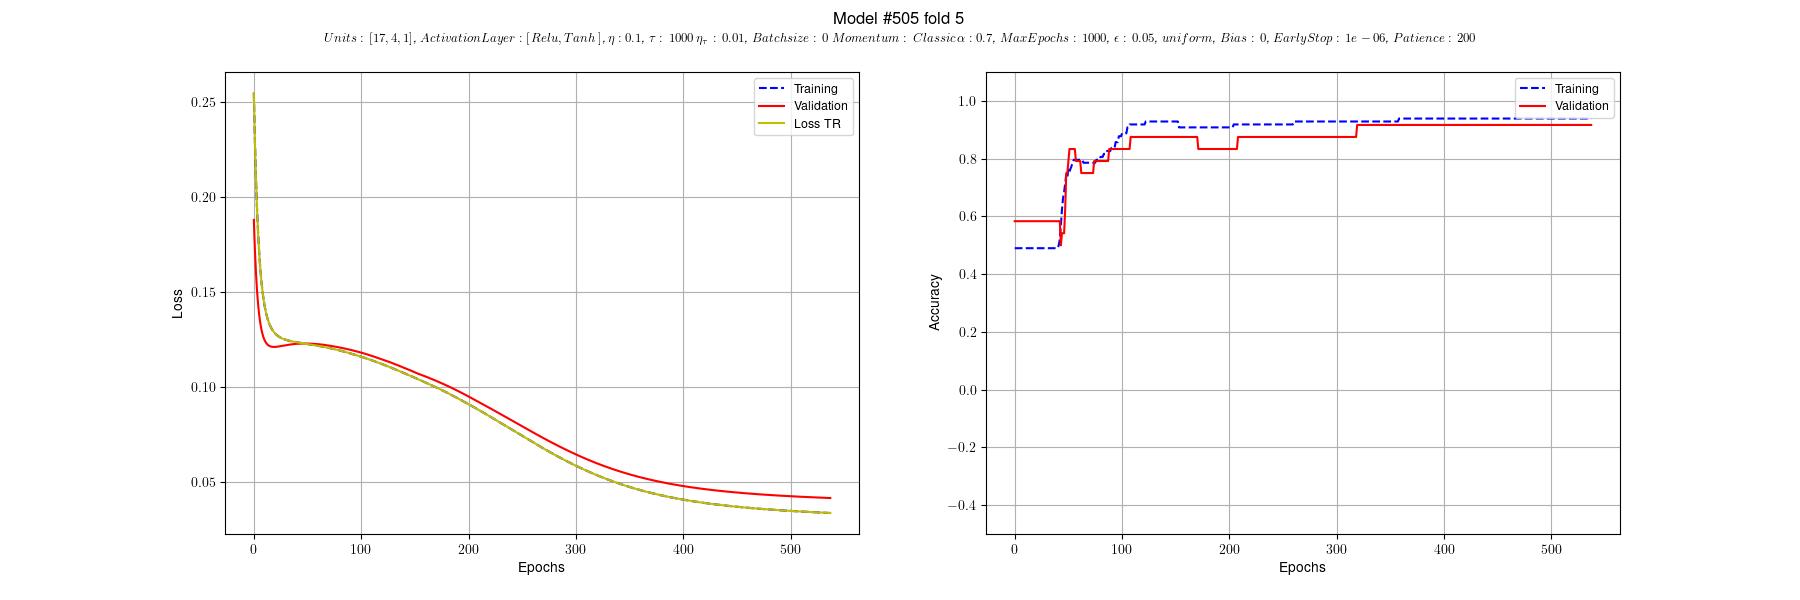 Model #505 fold 5
Units : [17, 4, 1], ActivationLayer : [Relu, Tanh], η : 0.1, τ : 1000 η_τ : 0.01, Batchsize : 0 Momentum : Classicα : 0.7, MaxEpochs : 1000, ϵ : 0.05, uniform, Bias : 0, EarlyStop : 1e − 06, Patience : 200
Training
Validation
Loss TR
0.25
0.20
0.15
0.10
0.05
Loss
0 100 200 300 400 500
Epochs
Training
Validation
1.0
0.8
0.6
0.4
0.2
0.0
−0.2
−0.4
Accuracy
0 100 200 300 400 500
Epochs